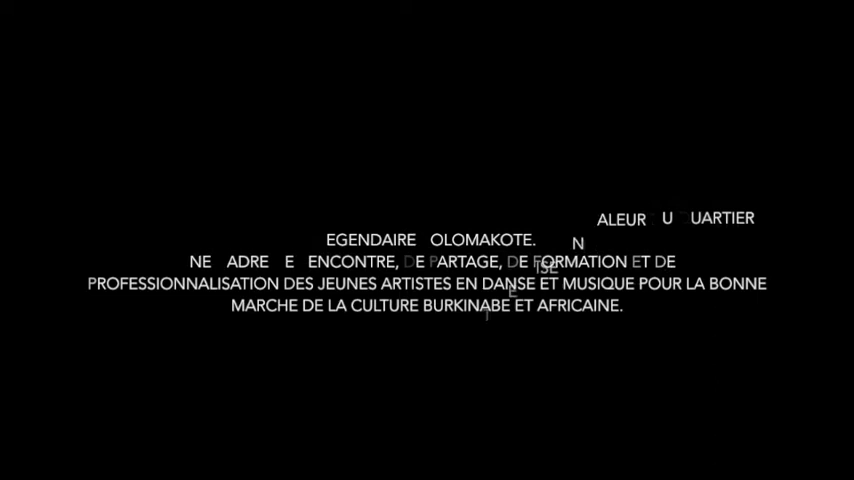 ALEUR U UARTIER
EGENDAIRE OLOMAKOTE. N
NE ADRE E ENCONTRE, DE PARTAGE, DE FORMATION ET DE
PROFESSIONNALISATION DES JEUNES ARTISTES EN DANSE ET MUSIQUE POUR LA BONNE
MARCHE DE LA CULTURE BURKINABE ET AFRICAINE.